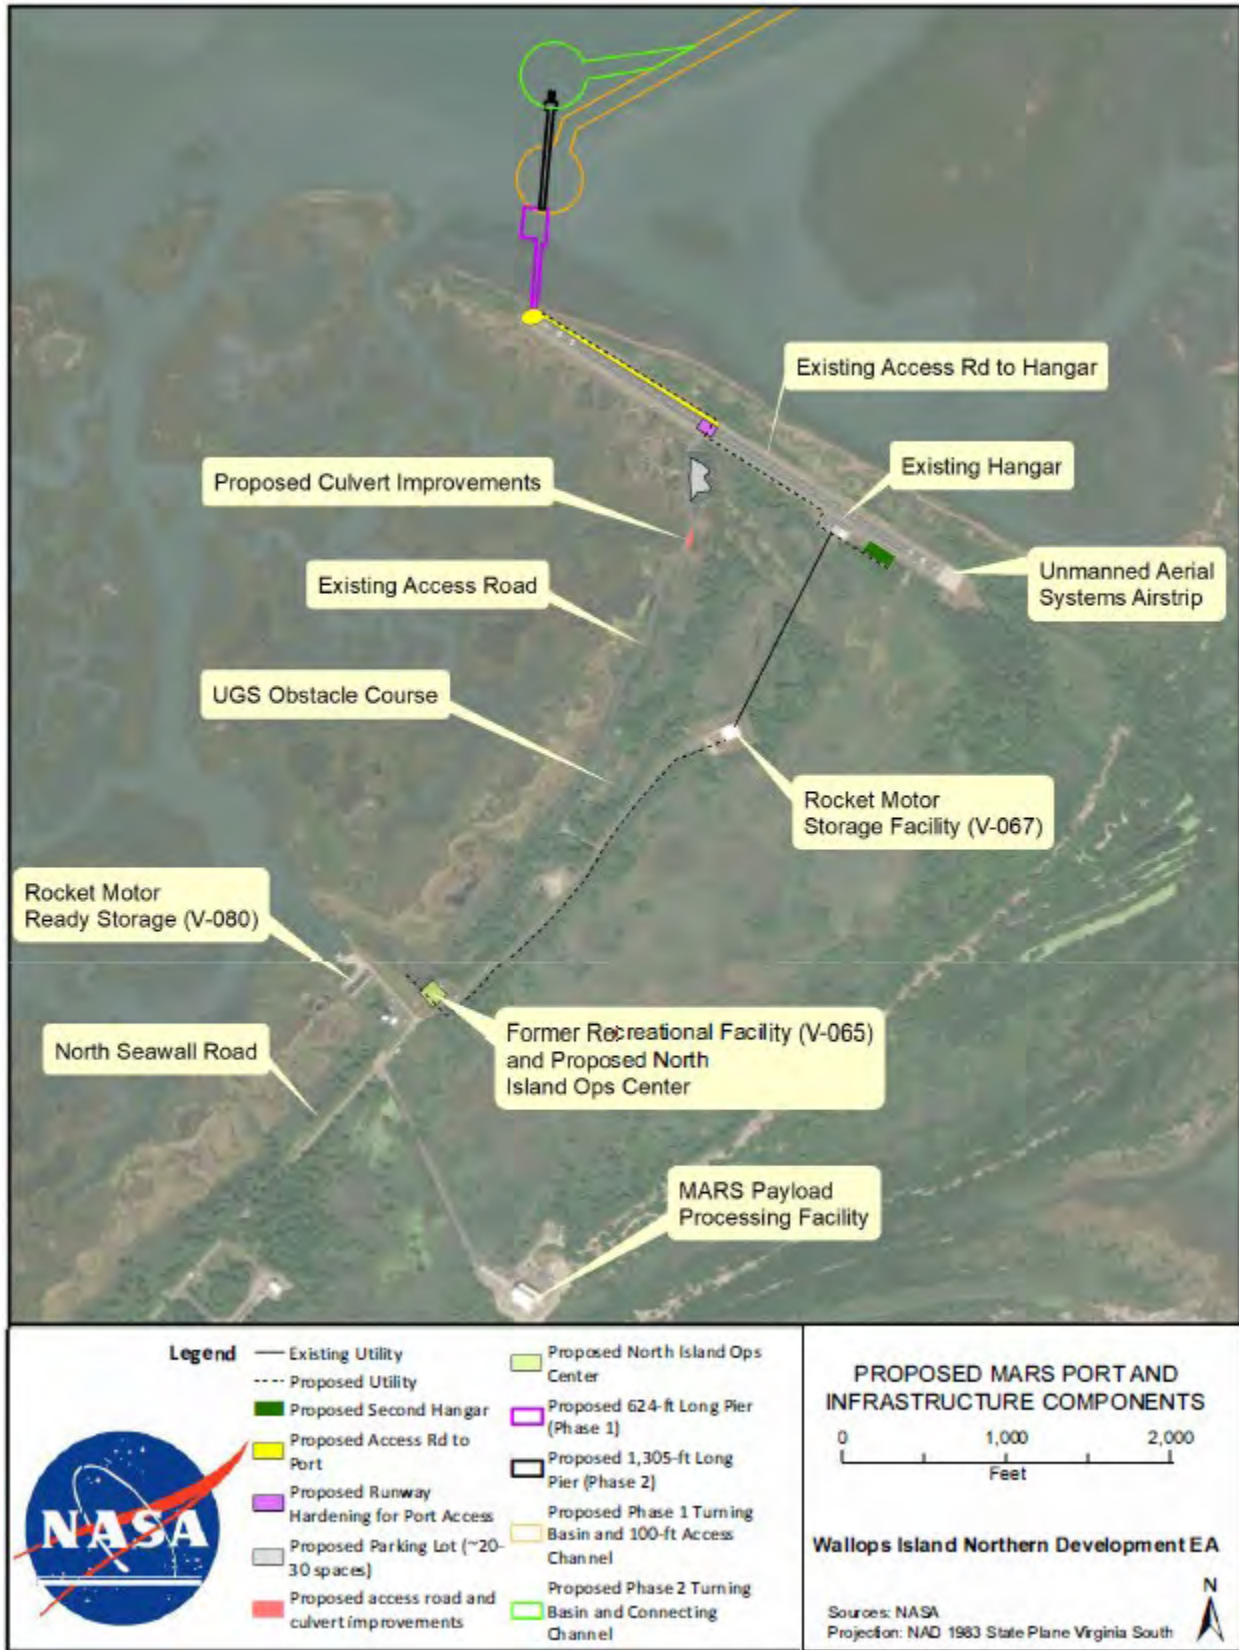 Existing Access Rd to Hangar
Existing Hangar
Proposed Culvert Improvements
Unmanned Aerial
Systems Airstrip
Existing Access Road
UGS Obstacle Course
Rocket Motor
Storage Facility (V-067)
Rocket Motor
Ready Storage (V-080)
Former Recreational Facility (V-065)
and Proposed North
Island Ops Center
North Seawall Road
MARS Payload
Processing Facility
Legend
Existing Utility
Proposed Utility
Proposed Second Hangar
Proposed Access Rd to
Port
Proposed Runway
Hardening for Port Access
Proposed Parking Lot (~20-
30 spaces)
Proposed access road and
culvert improvements
Proposed North Island Ops
Center
Proposed 624-ft Long Pier
(Phase 1)
Proposed 1,305-ft Long
Pier (Phase 2)
Proposed Phase 1 Turning
Basin and 100-ft Access
Channel
Proposed Phase 2 Turning
Basin and Connecting
Channel
NASA
PROPOSED MARS PORT AND
INFRASTRUCTURE COMPONENTS
0 1,000 2,000
Feet
Wallops Island Northern Development EA
N
Sources: NASA
Projection: NAD 1983 State Plane Virginia South